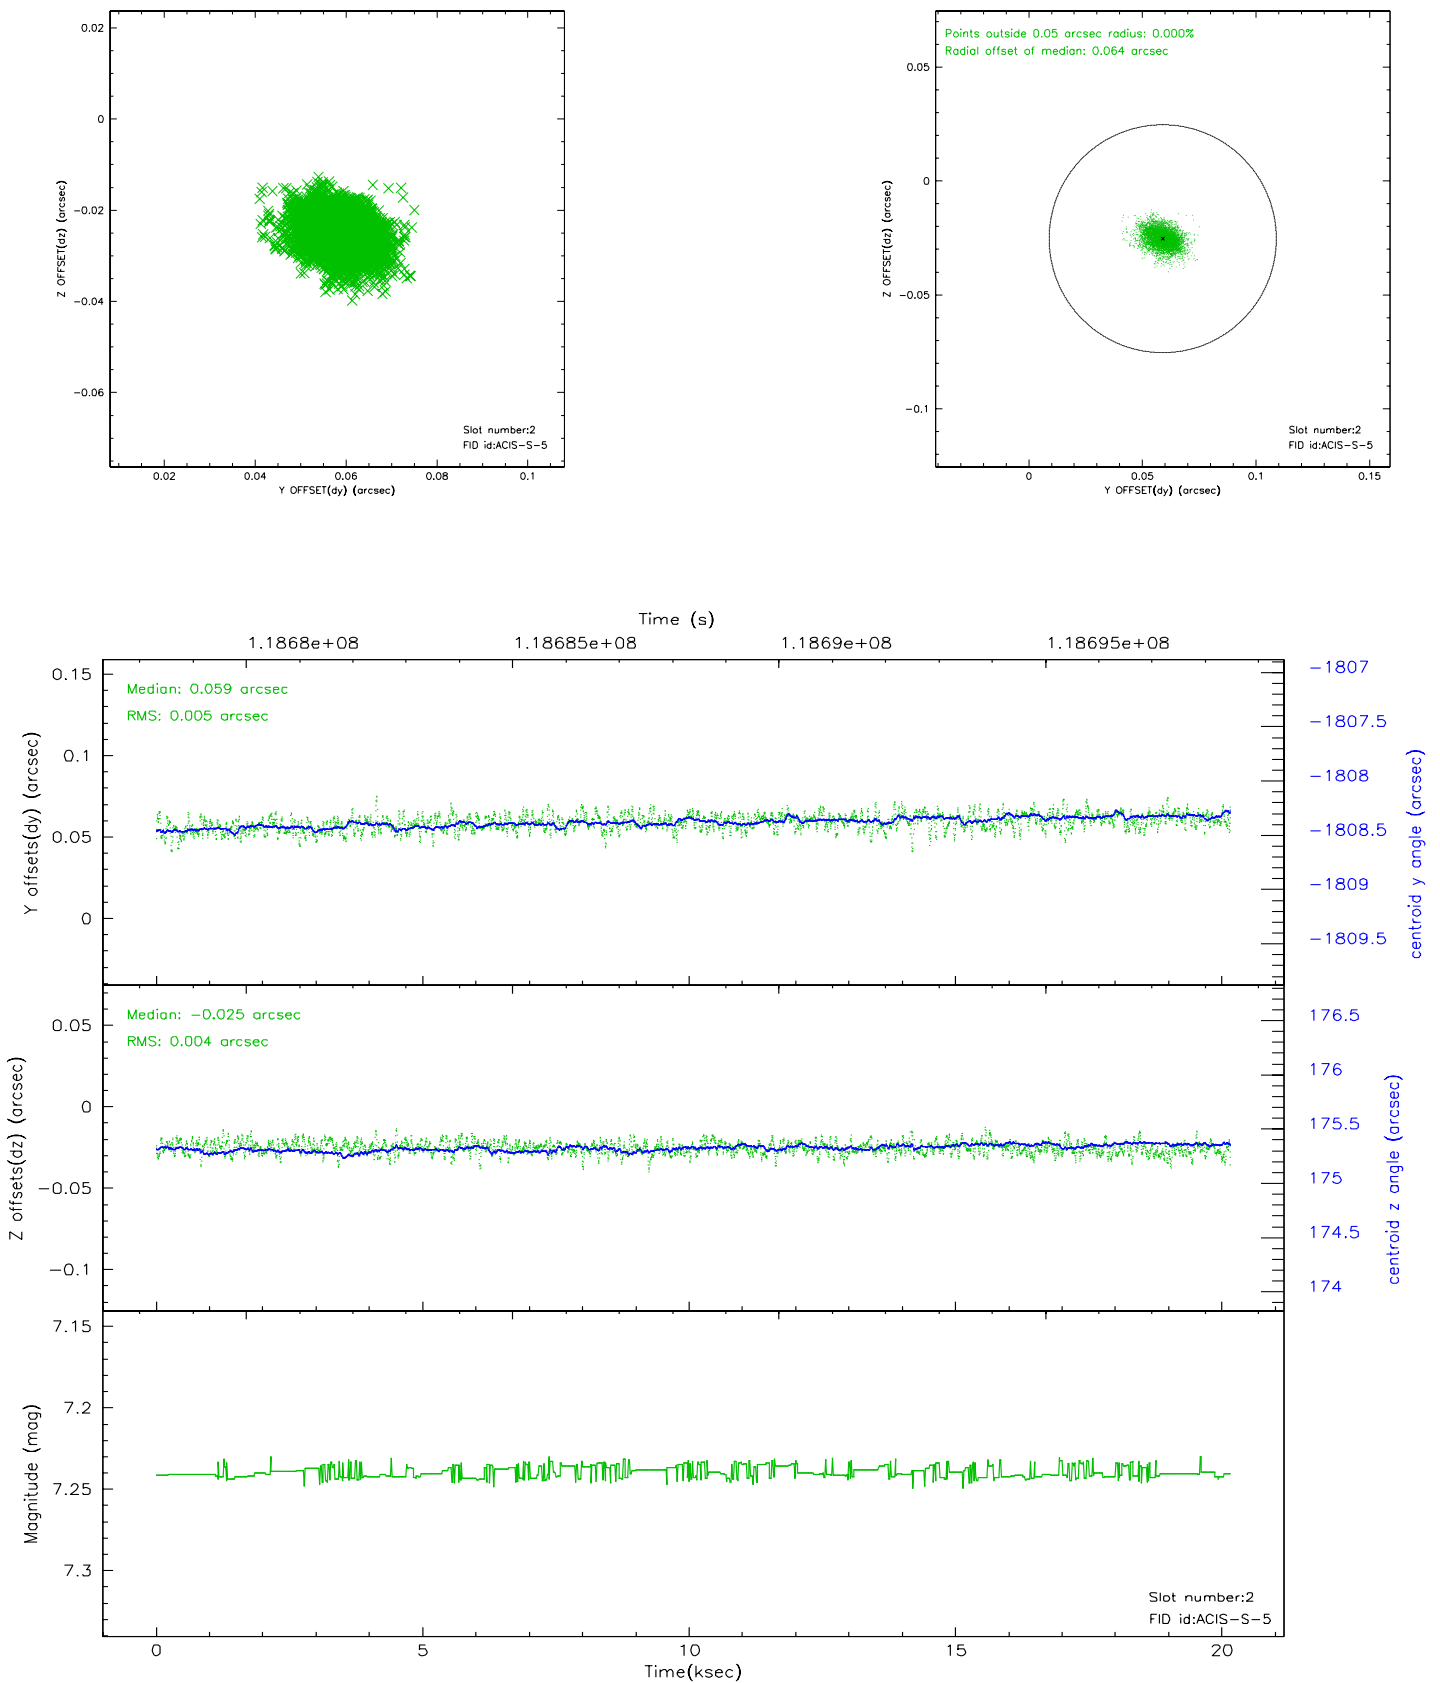 0.02
0
−0.02
−0.04
−0.06
Z OFFSET(dz) (arcsec)
0.02
0.04
0.06
0.08
0.1
Y OFFSET(dy) (arcsec)
Slot number:2
FID id:ACIS−S−5
Points outside 0.05 arcsec radius: 0.000%
Radial offset of median: 0.064 arcsec
0.05
0
−0.05
−0.1
Z OFFSET(dz) (arcsec)
0
0.05
0.1
0.15
Y OFFSET(dy) (arcsec)
Slot number:2
FID id:ACIS−S−5
Time (s)
1.1868e+08
1.18685e+08
1.1869e+08
1.18695e+08
Median: 0.059 arcsec
RMS: 0.005 arcsec
0.15
0.1
0.05
0
Y offsets(dy) (arcsec)
−1807
−1807.5
−1808
−1808.5
−1809
−1809.5
centroid y angle (arcsec)
Median: −0.025 arcsec
RMS: 0.004 arcsec
0.05
0
−0.05
−0.1
Z offsets(dz) (arcsec)
176.5
176
175.5
175
174.5
174
centroid z angle (arcsec)
7.15
7.2
7.25
7.3
Magnitude (mag)
Slot number:2
FID id:ACIS−S−5
0
5
10
15
20
Time(ksec)